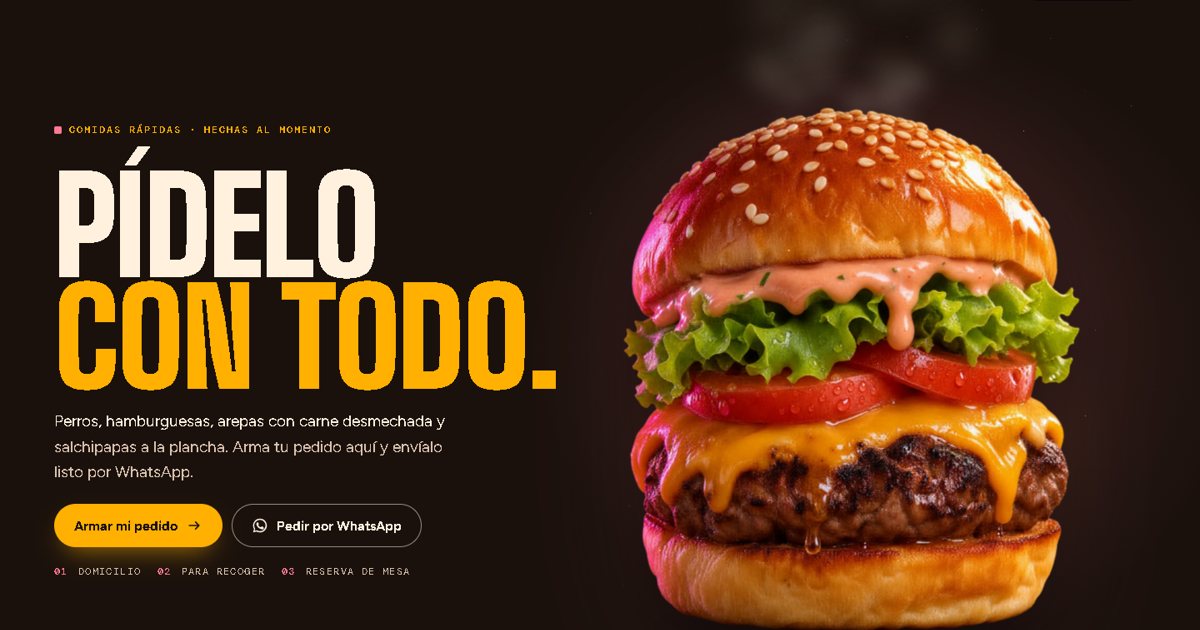 COMIDAS RÁPIDAS · HECHAS AL MOMENTO
PÍDELO
CON TODO.
Perros, hamburguesas, arepas con carne desmechada y
salchipapas a la plancha. Arma tu pedido aquí y envíalo
listo por WhatsApp.
Armar mi pedido →
Pedir por WhatsApp
01 DOMICILIO 02 PARA RECOGER 03 RESERVA DE MESA